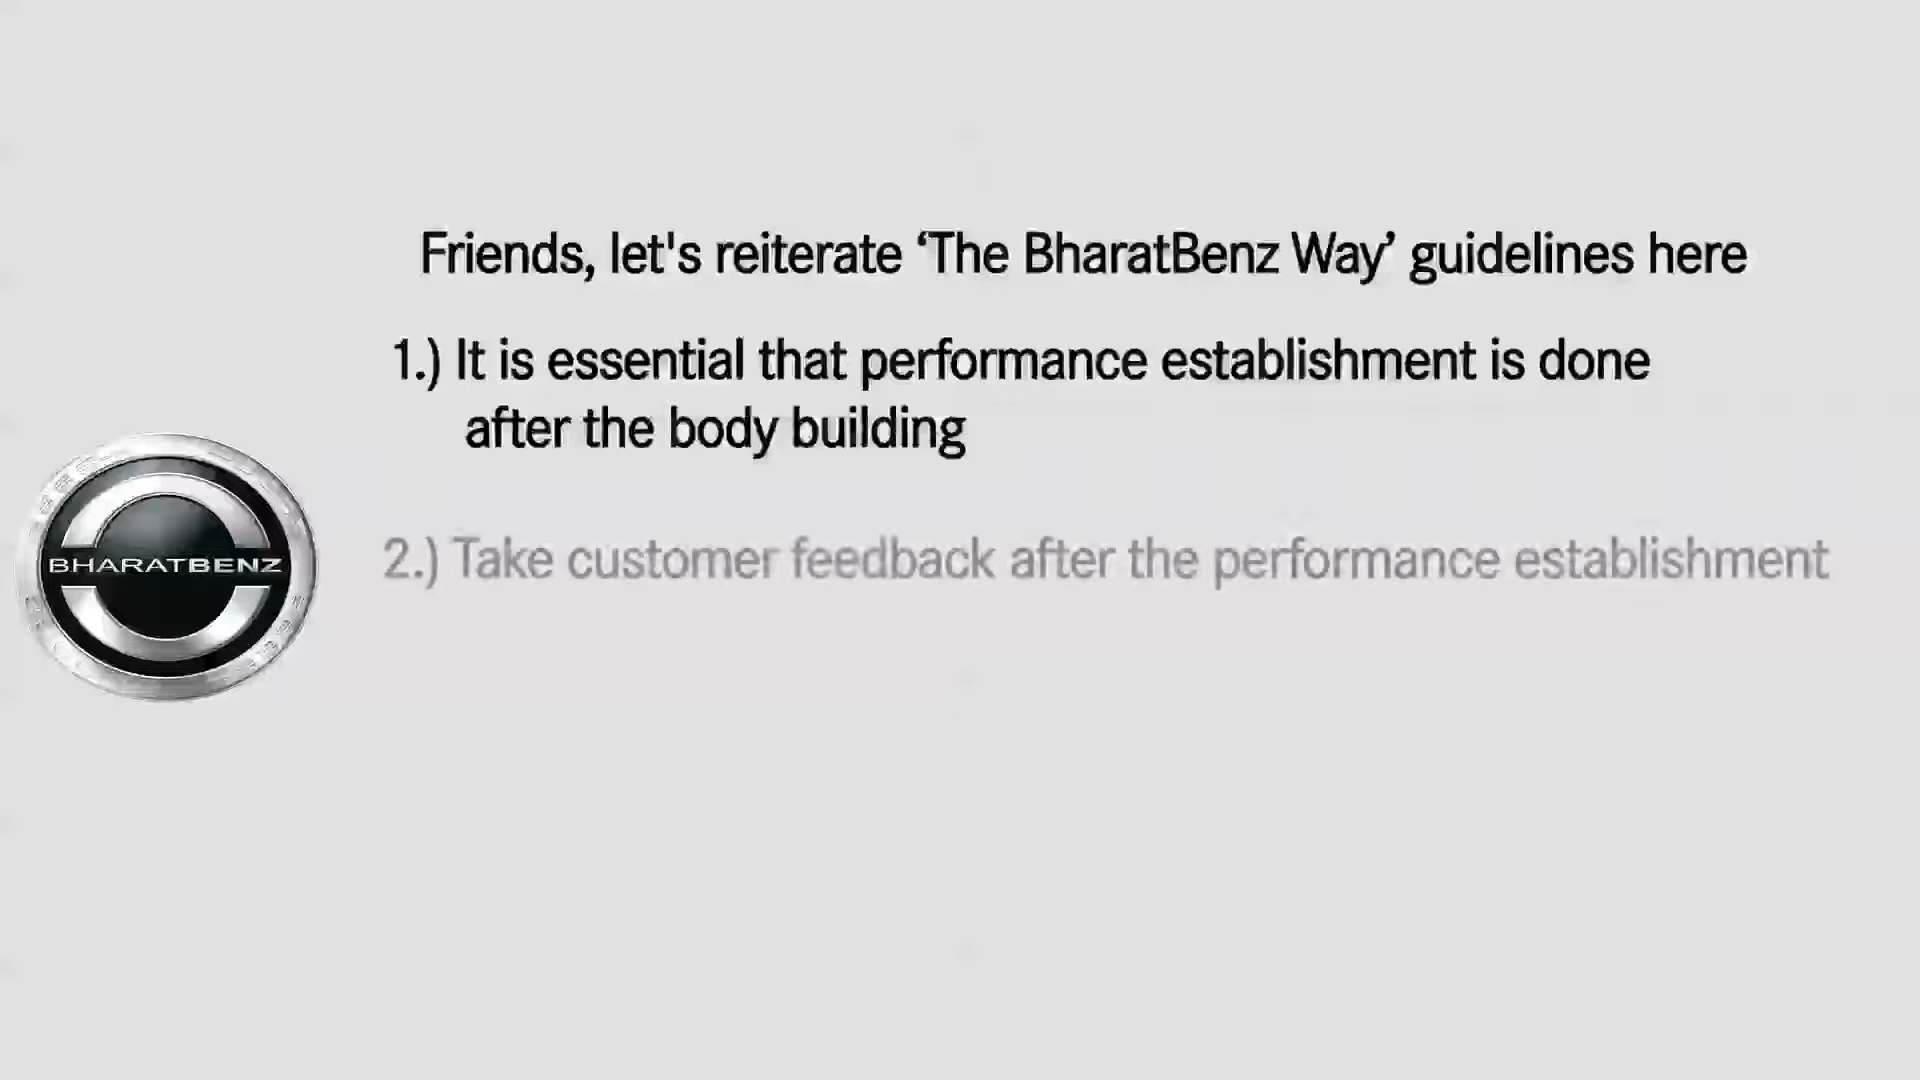 Friends, let's reiterate ‘The BharatBenz Way’ guidelines here
1.) It is essential that performance establishment is done
after the body building
BHARATBENZ
2.) Take customer feedback after the performance establishment